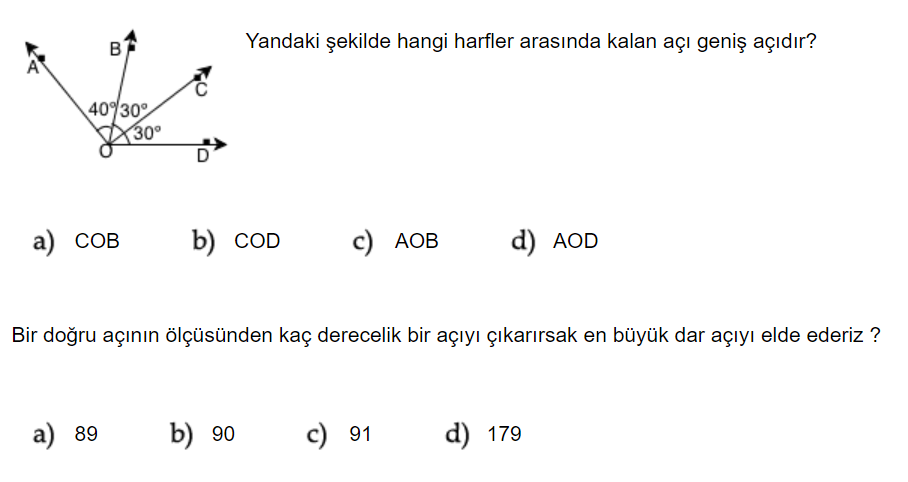 Yandaki şekilde hangi harfler arasında kalan açı geniş açıdır?
A
B
C
40° 30°
30°
O
D
a) COB b) COD c) AOB d) AOD
Bir doğru açının ölçüsünden kaç derecelik bir açıyı çıkarırsak en büyük dar açıyı elde ederiz ?
a) 89 b) 90 c) 91 d) 179